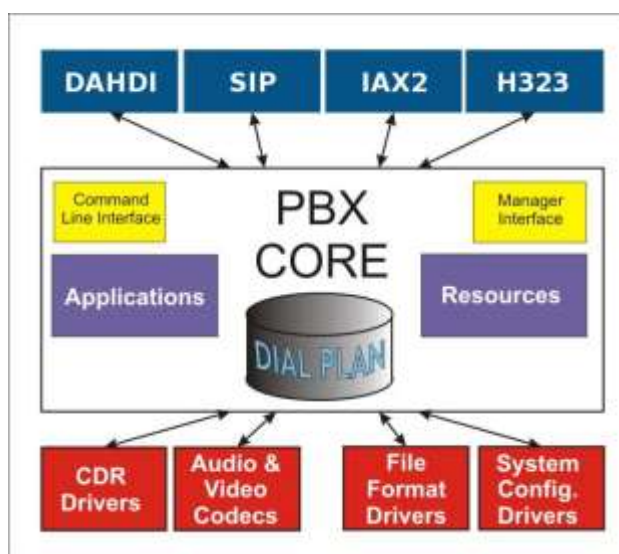 DAHDI
SIP
IAX2
H323
Command
Line Interface
PBX
CORE
Manager
Interface
Applications
Resources
DIAL PLAN
CDR
Drivers
Audio &
Video
Codecs
File
Format
Drivers
System
Config.
Drivers